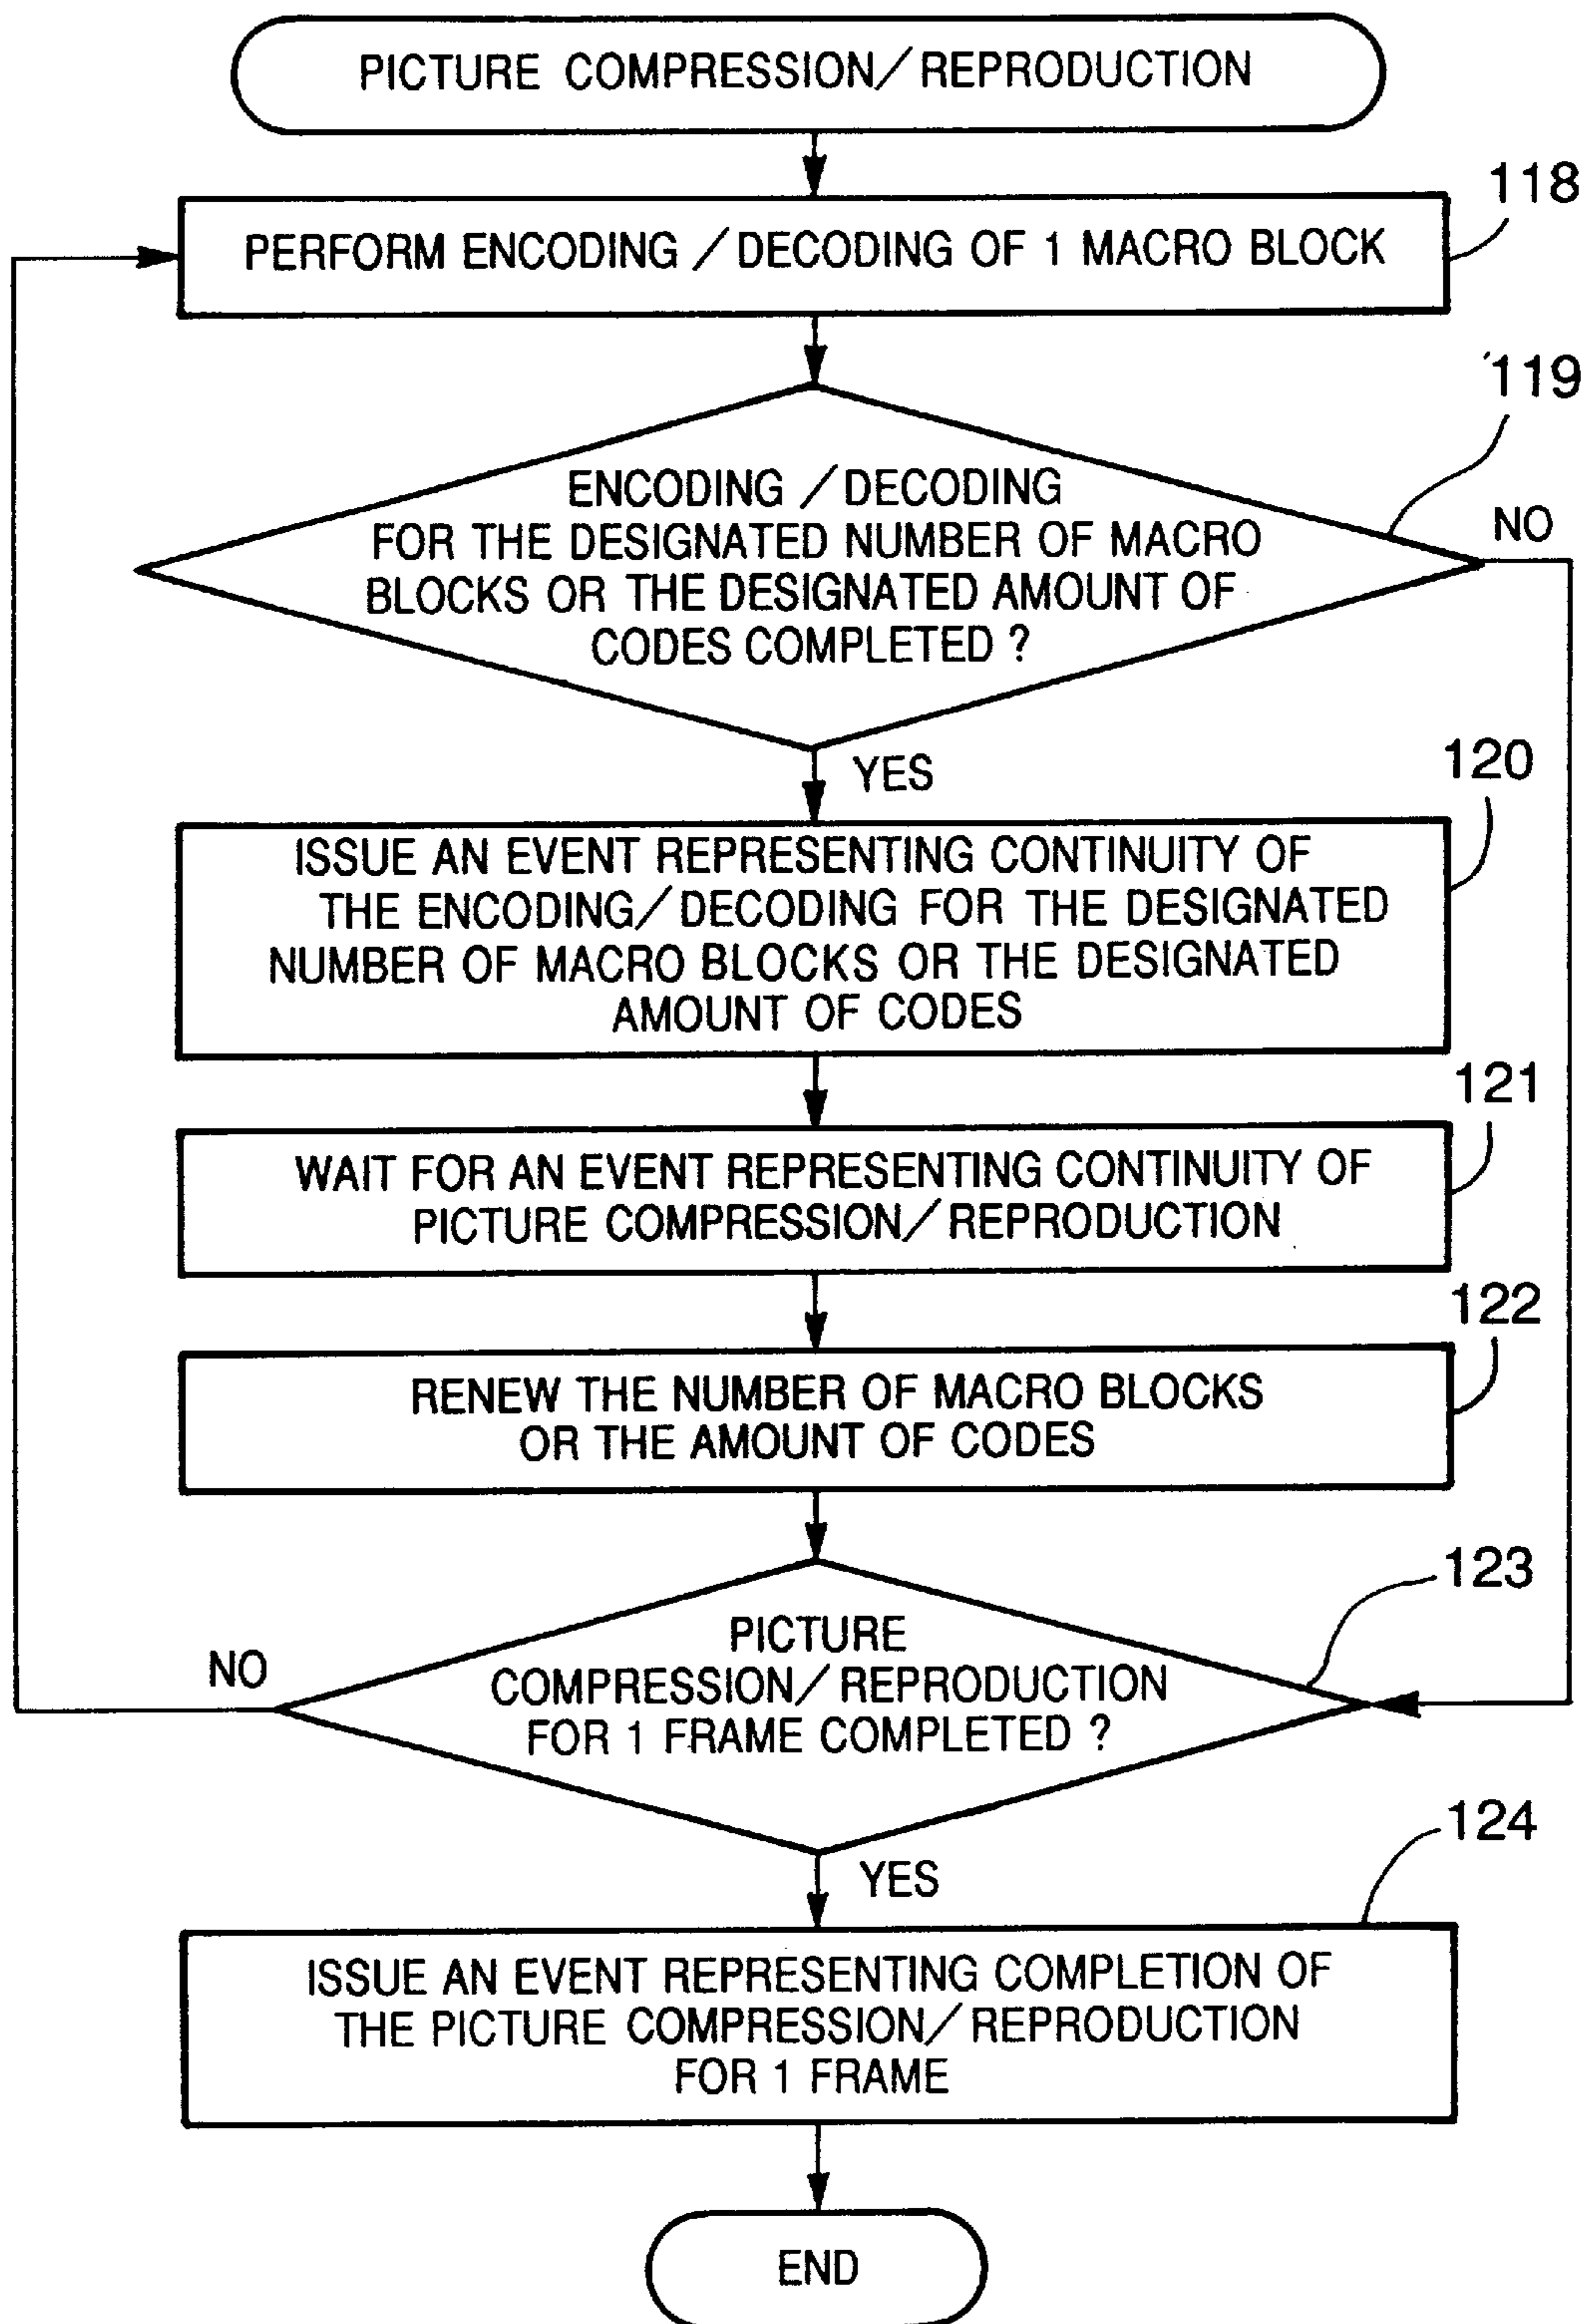 PICTURE COMPRESSION/REPRODUCTION
118
PERFORM ENCODING/DECODING OF 1 MACRO BLOCK
119
ENCODING/DECODING
FOR THE DESIGNATED NUMBER OF MACRO
BLOCKS OR THE DESIGNATED AMOUNT OF
CODES COMPLETED ?
NO
YES
120
ISSUE AN EVENT REPRESENTING CONTINUITY OF
THE ENCODING/DECODING FOR THE DESIGNATED
NUMBER OF MACRO BLOCKS OR THE DESIGNATED
AMOUNT OF CODES
121
WAIT FOR AN EVENT REPRESENTING CONTINUITY OF
PICTURE COMPRESSION/REPRODUCTION
122
RENEW THE NUMBER OF MACRO BLOCKS
OR THE AMOUNT OF CODES
123
PICTURE
COMPRESSION/REPRODUCTION
FOR 1 FRAME COMPLETED ?
NO
YES
124
ISSUE AN EVENT REPRESENTING COMPLETION OF
THE PICTURE COMPRESSION/REPRODUCTION
FOR 1 FRAME
END